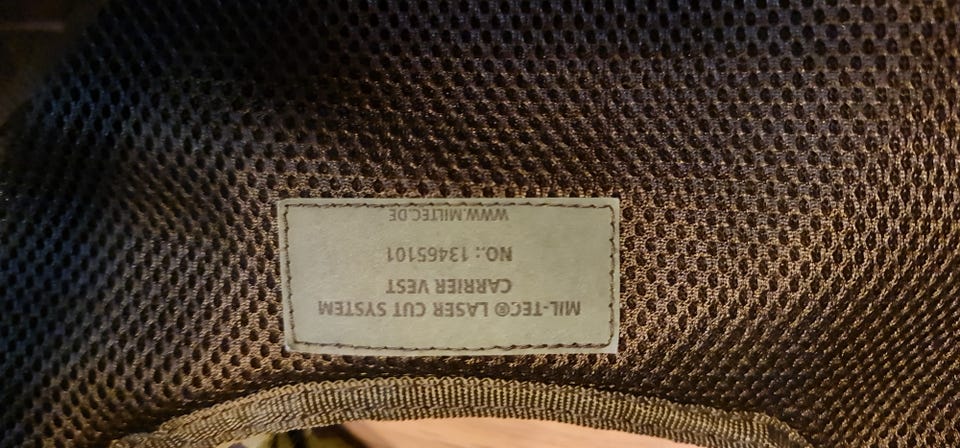 MIL-TEC® LASER CUT SYSTEM
CARRIER VEST
NO.: 13465101
WWW.MILTEC.DE